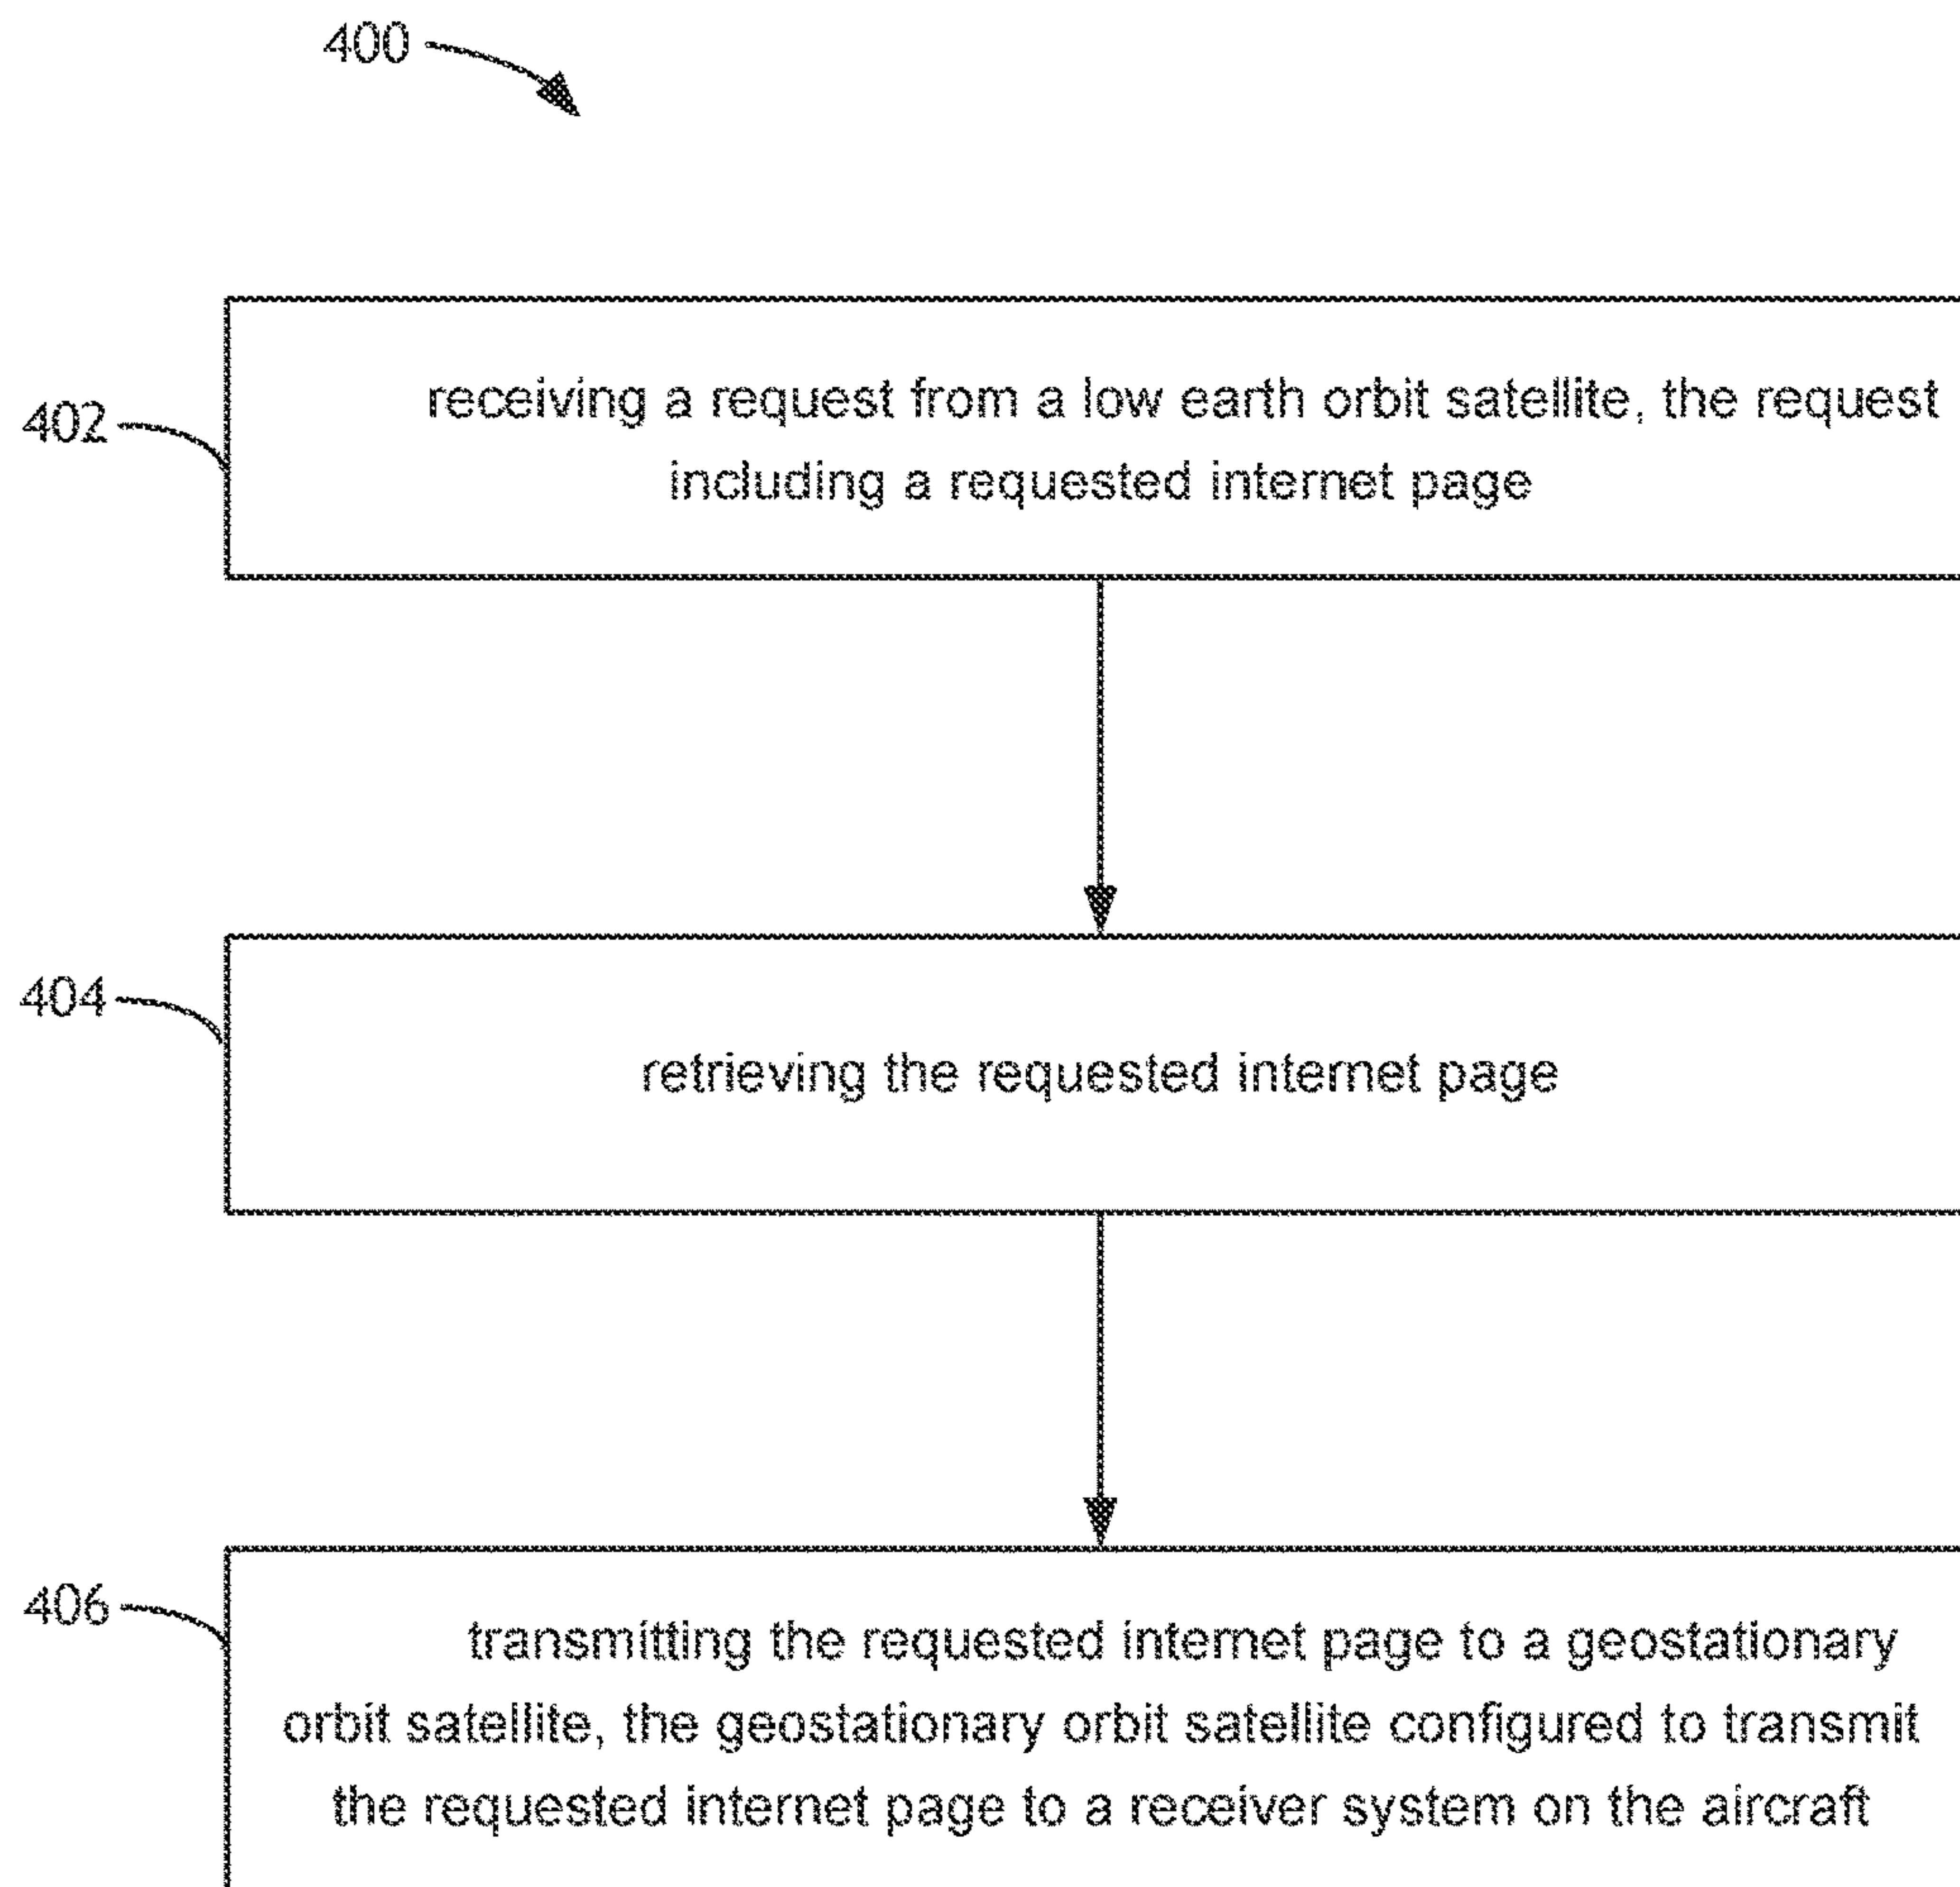 400
402
receiving a request from a low earth orbit satellite, the request
including a requested internet page
404
retrieving the requested internet page
406
transmitting the requested internet page to a geostationary
orbit satellite, the geostationary orbit satellite configured to transmit
the requested internet page to a receiver system on the aircraft